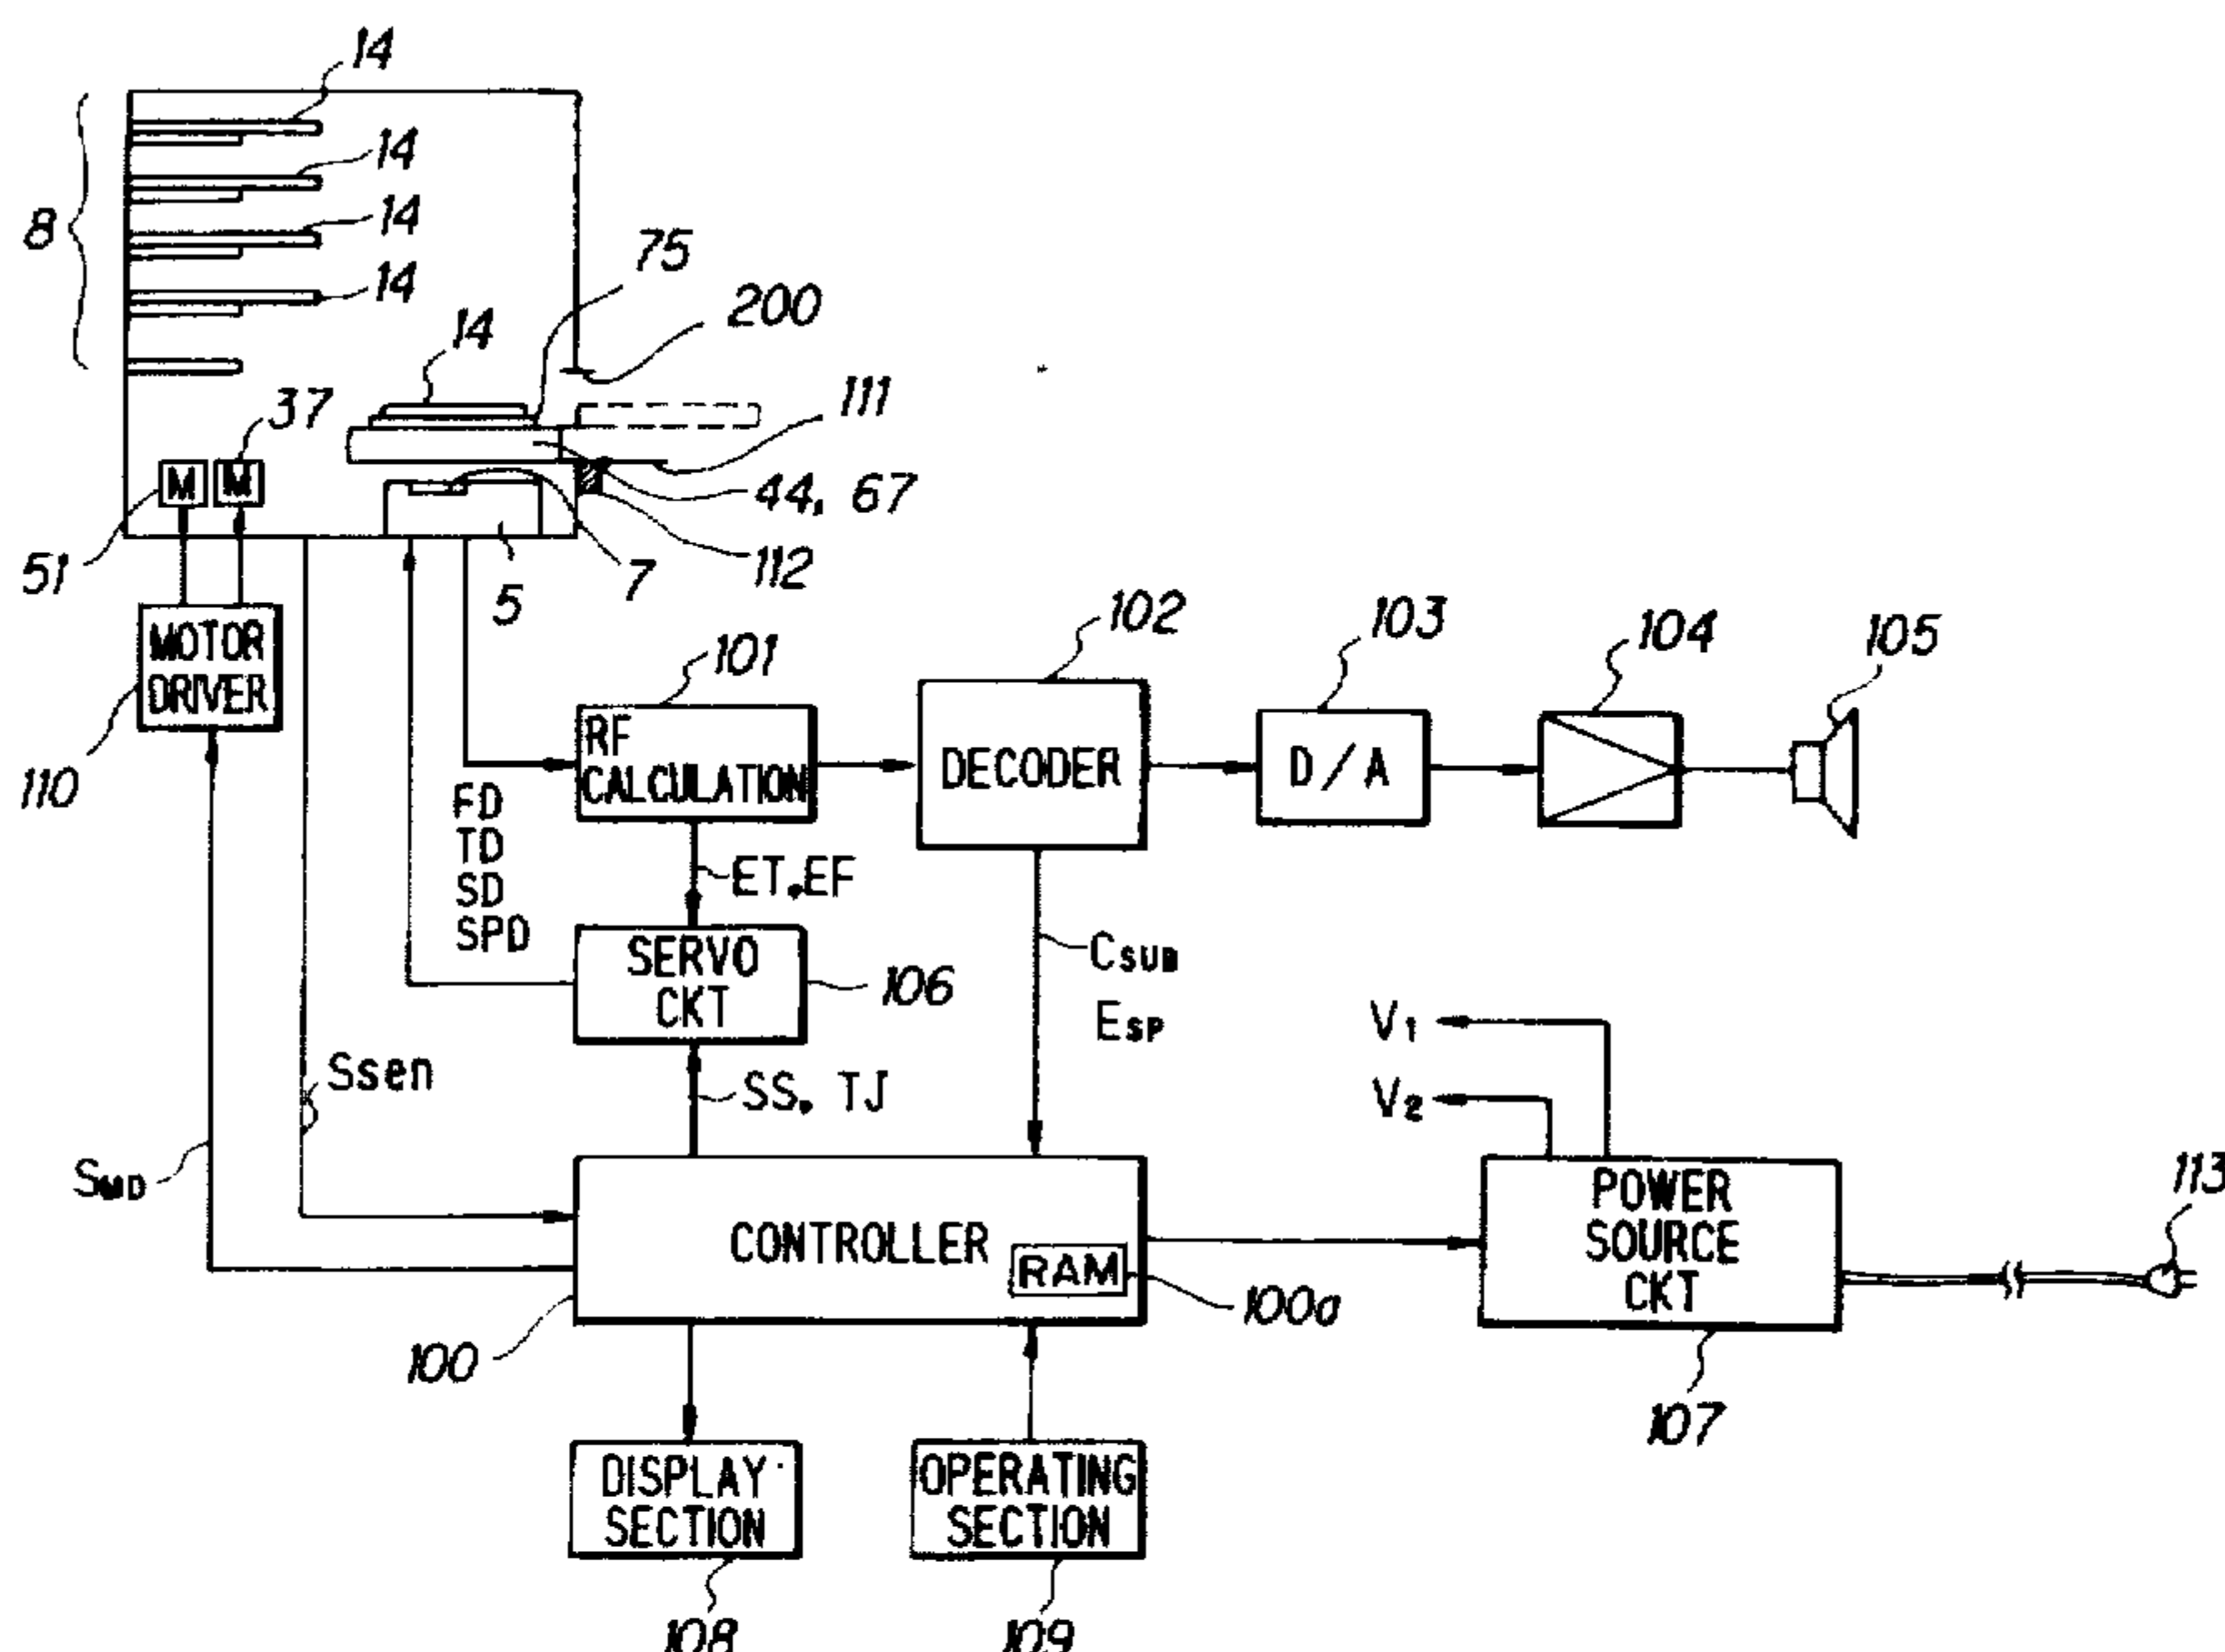 14
14
14
14
8
75
200
14
111
37
M
M
44, 67
51
7
112
5
102
103
104
105
101
MOTOR
DRIVER
RF
CALCULATION
DECODER
D/A
110
FD
TD
SD
SPD
ET.EF
SERVO
CKT
106
CSUB
ESP
V1
V2
Ssen
SS. TJ
SMD
CONTROLLER
RAM
POWER
SOURCE
CKT
113
100
100a
107
DISPLAY
SECTION
OPERATING
SECTION
108
109